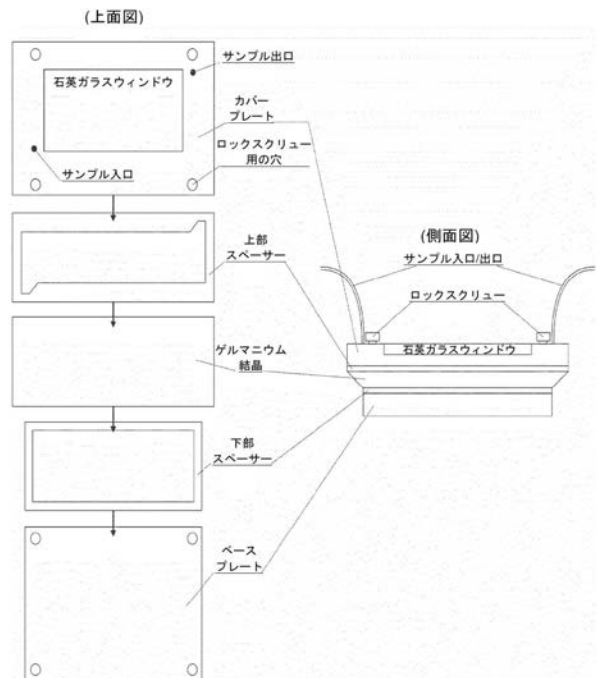 (上面図)
サンプル出口
石英ガラスウィンドウ
カバー
プレート
ロックスクリュー
用の穴
サンプル入口
上部
スペーサー
(側面図)
サンプル入口/出口
ロックスクリュー
石英ガラスウィンドウ
ゲルマニウム
結晶
下部
スペーサー
ベース
プレート